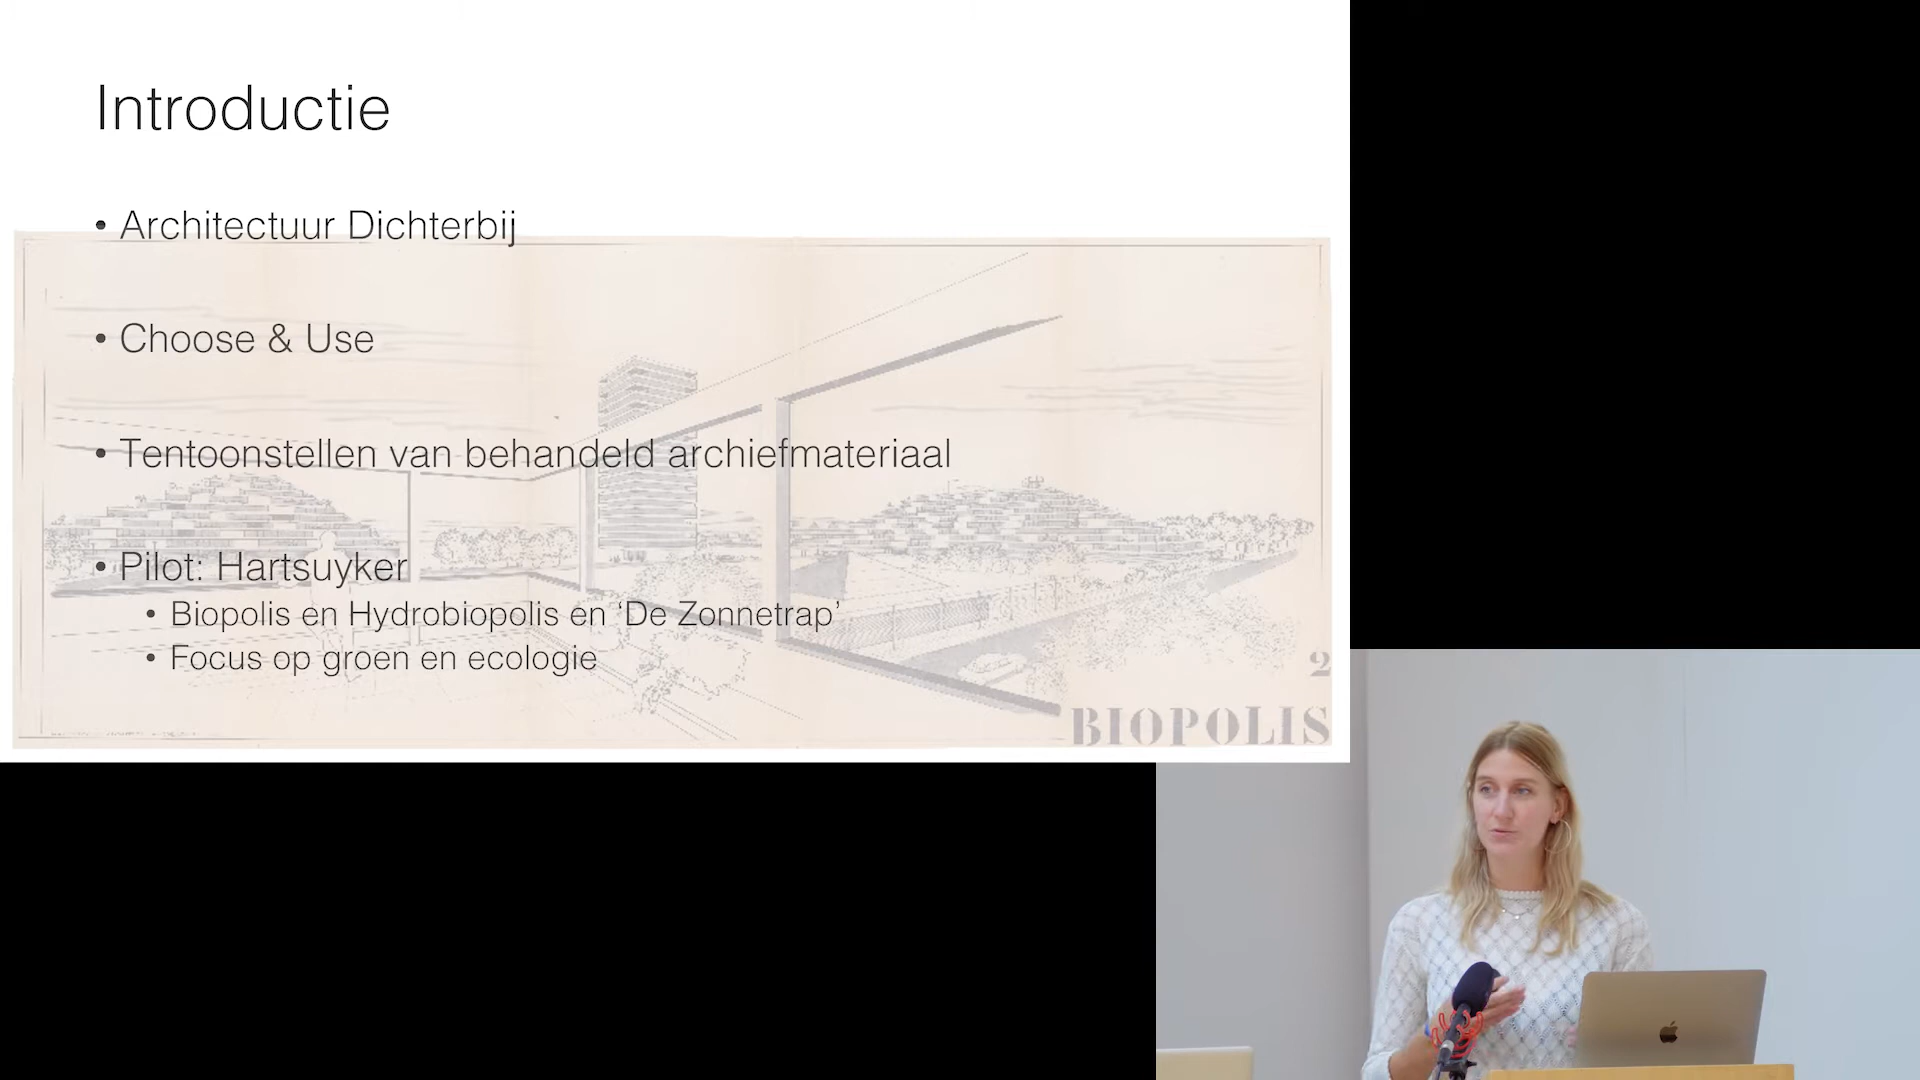 Introductie
• Architectuur Dichterbij
• Choose & Use
• Tentoonstellen van behandeld archiefmateriaal
• Pilot: Hartsuyker
• Biopolis en Hydrobiopolis en ‘De Zonnetrap’
• Focus op groen en ecologie
2
BIOPOLIS